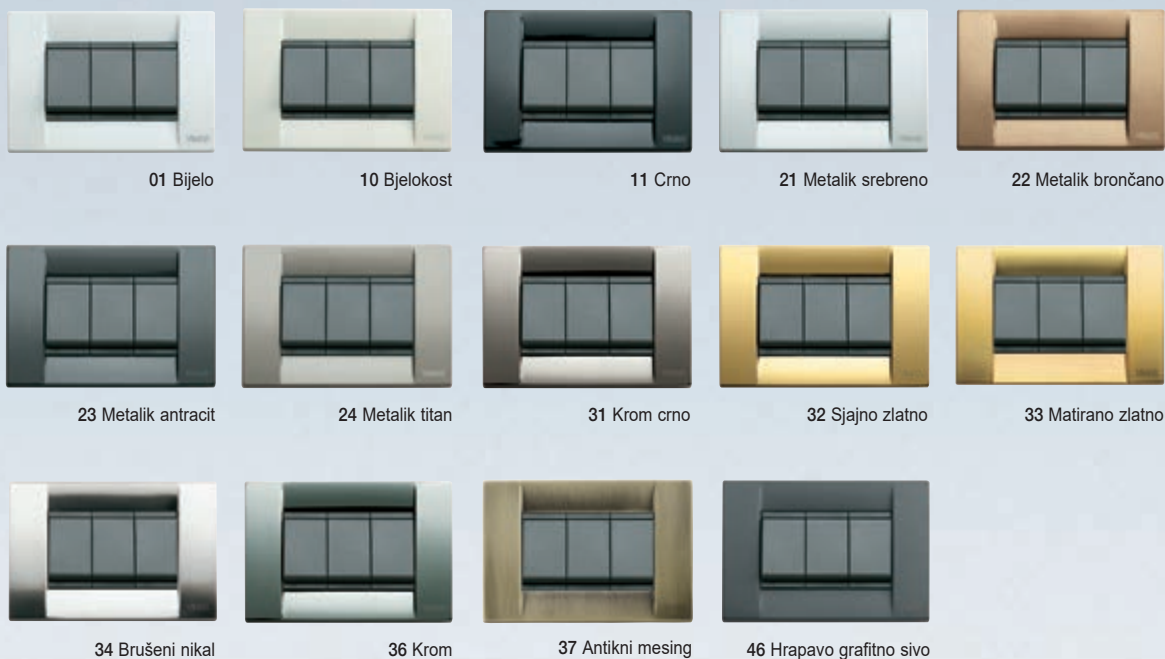 01 Bijelo
10 Bjelokost
11 Crno
21 Metalik srebreno
22 Metalik brončano
23 Metalik antracit
24 Metalik titan
31 Krom crno
32 Sjajno zlatno
33 Matirano zlatno
34 Brušeni nikal
36 Krom
37 Antikni mesing
46 Hrapavo grafitno sivo